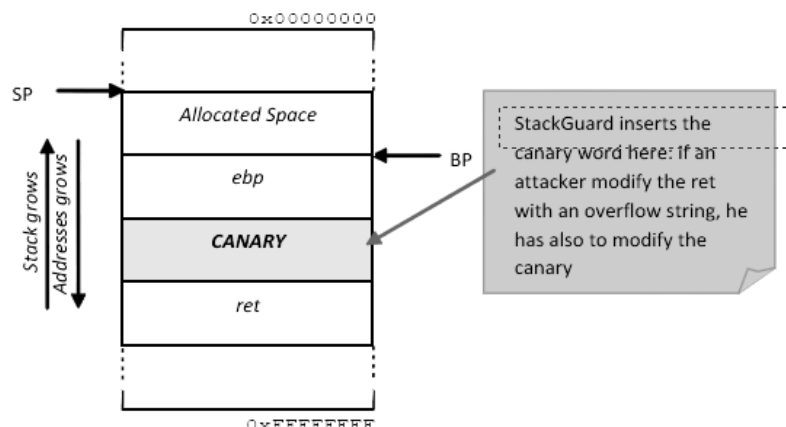 0x00000000
SP
Allocated Space
StackGuard inserts the
canary word here: if an
attacker modify the ret
with an overflow string, he
has also to modify the
canary
BP
ebp
Stack grows
Addresses grows
CANARY
ret
0xFFFFFFFF